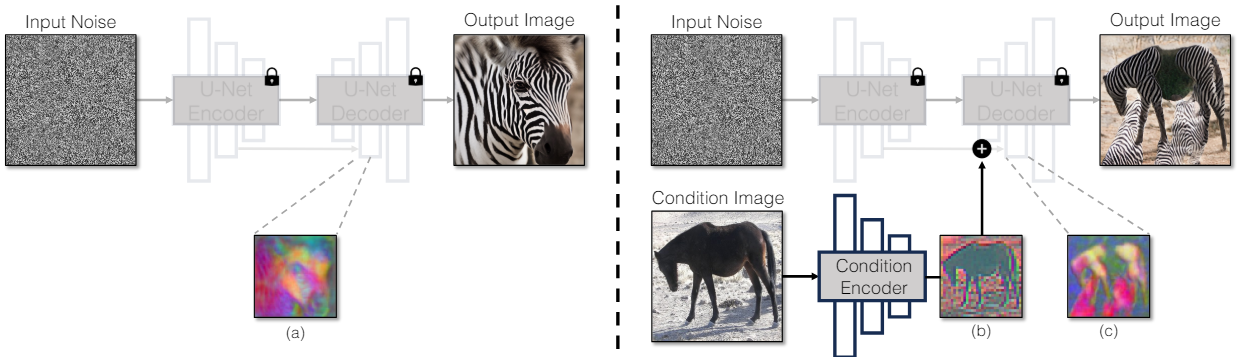 Input Noise
U-Net
Encoder
U-Net
Decoder
Output Image
(a)
Input Noise
U-Net
Encoder
U-Net
Decoder
Output Image
Condition Image
Condition
Encoder
(b)
(c)